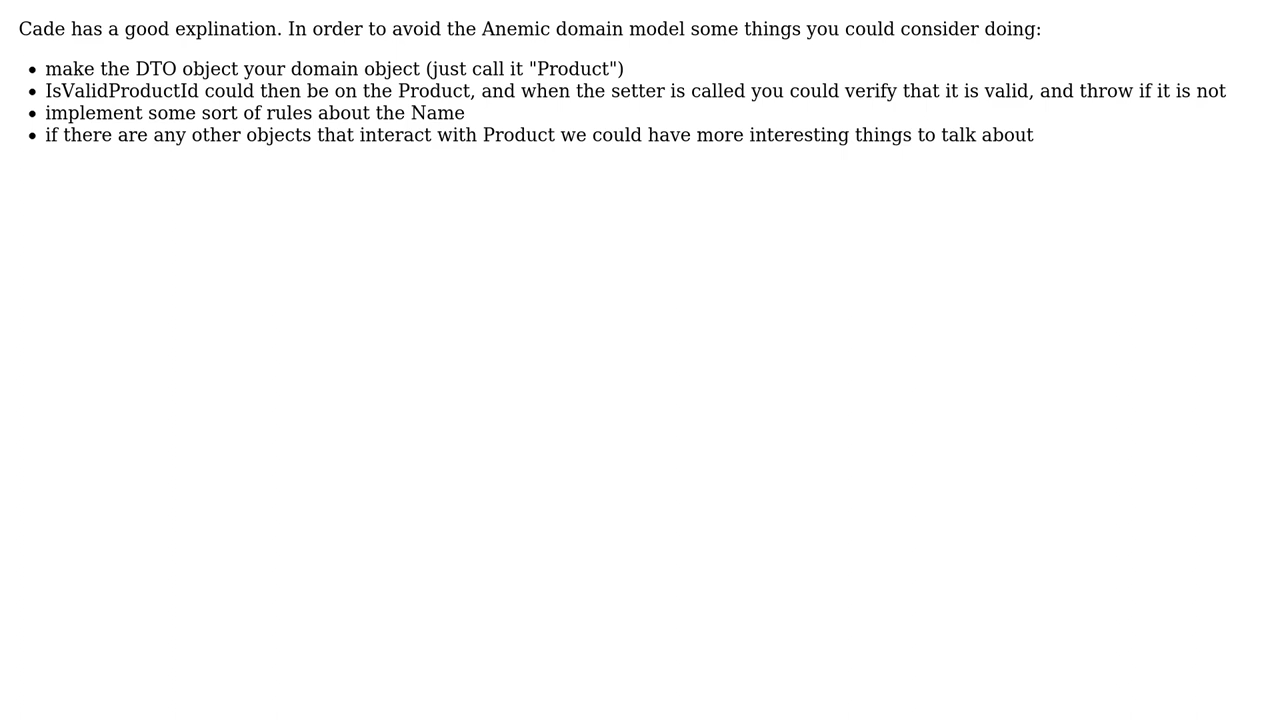 Cade has a good explination. In order to avoid the Anemic domain model some things you could consider doing:
• make the DTO object your domain object (just call it "Product")
• IsValidProductId could then be on the Product, and when the setter is called you could verify that it is valid, and throw if it is not
• implement some sort of rules about the Name
• if there are any other objects that interact with Product we could have more interesting things to talk about